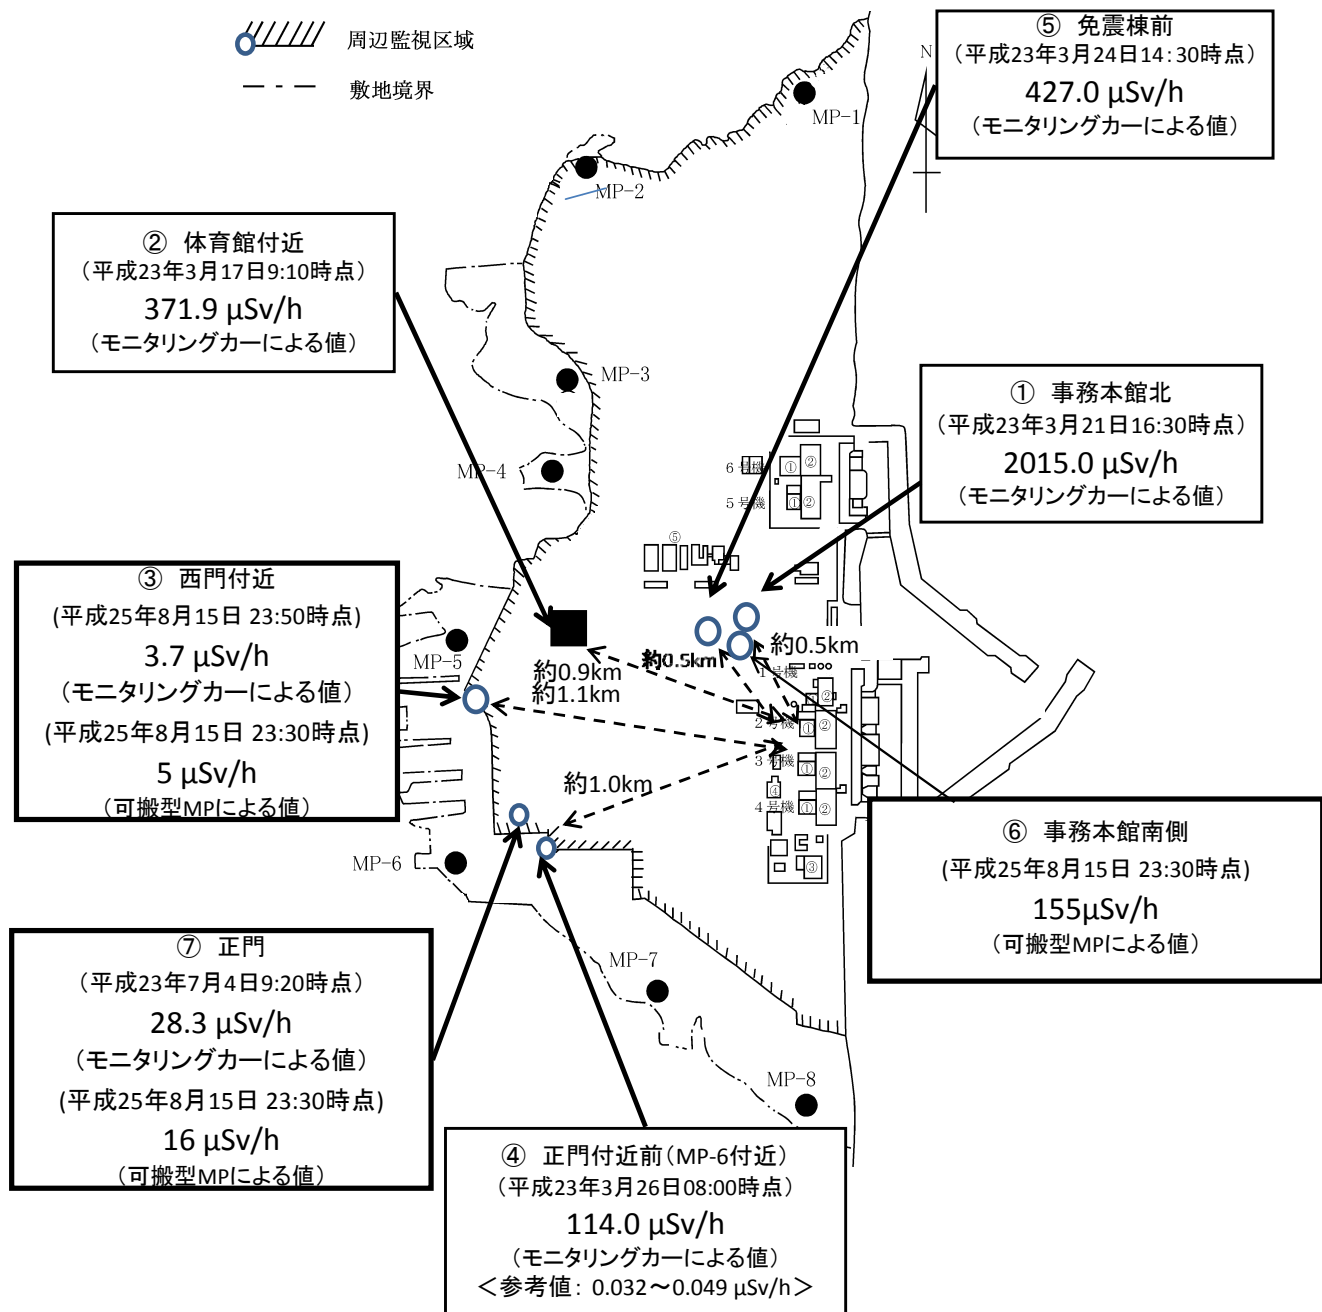 周辺監視区域
敷地境界
⑤ 免震棟前
(平成23年3月24日14:30時点)
427.0 μSv/h
(モニタリングカーによる値)
N
MP-1
MP-2
② 体育館付近
(平成23年3月17日9:10時点)
371.9 μSv/h
(モニタリングカーによる値)
MP-3
MP-4
① 事務本館北
(平成23年3月21日16:30時点)
2015.0 μSv/h
(モニタリングカーによる値)
6号機
① ②
5号機
① ②
⑤
③ 西門付近
(平成25年8月15日 23:50時点)
3.7 μSv/h
(モニタリングカーによる値)
(平成25年8月15日 23:30時点)
5 μSv/h
(可搬型MPによる値)
MP-5
約0.9km
約1.1km
約0.5km
約0.5km
1号機
②
2号機
① ②
3号機
① ②
④
4号機
① ②
③
約1.0km
MP-6
⑥ 事務本館南側
(平成25年8月15日 23:30時点)
155μSv/h
(可搬型MPによる値)
⑦ 正門
(平成23年7月4日9:20時点)
28.3 μSv/h
(モニタリングカーによる値)
(平成25年8月15日 23:30時点)
16 μSv/h
(可搬型MPによる値)
MP-7
MP-8
④ 正門付近前(MP-6付近)
(平成23年3月26日08:00時点)
114.0 μSv/h
(モニタリングカーによる値)
<参考値: 0.032～0.049 μSv/h>